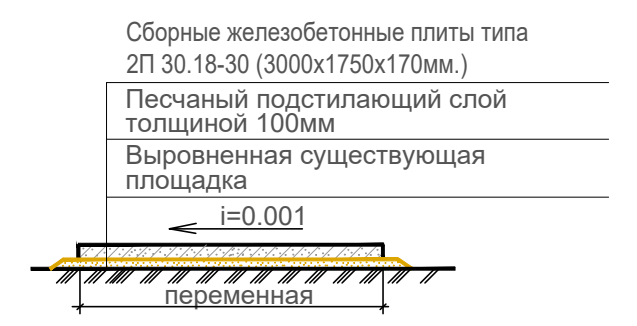 Сборные железобетонные плиты типа
2П 30.18-30 (3000х1750х170мм.)
Песчаный подстилающий слой
толщиной 100мм
Выровненная существующая
площадка
i=0.001
переменная